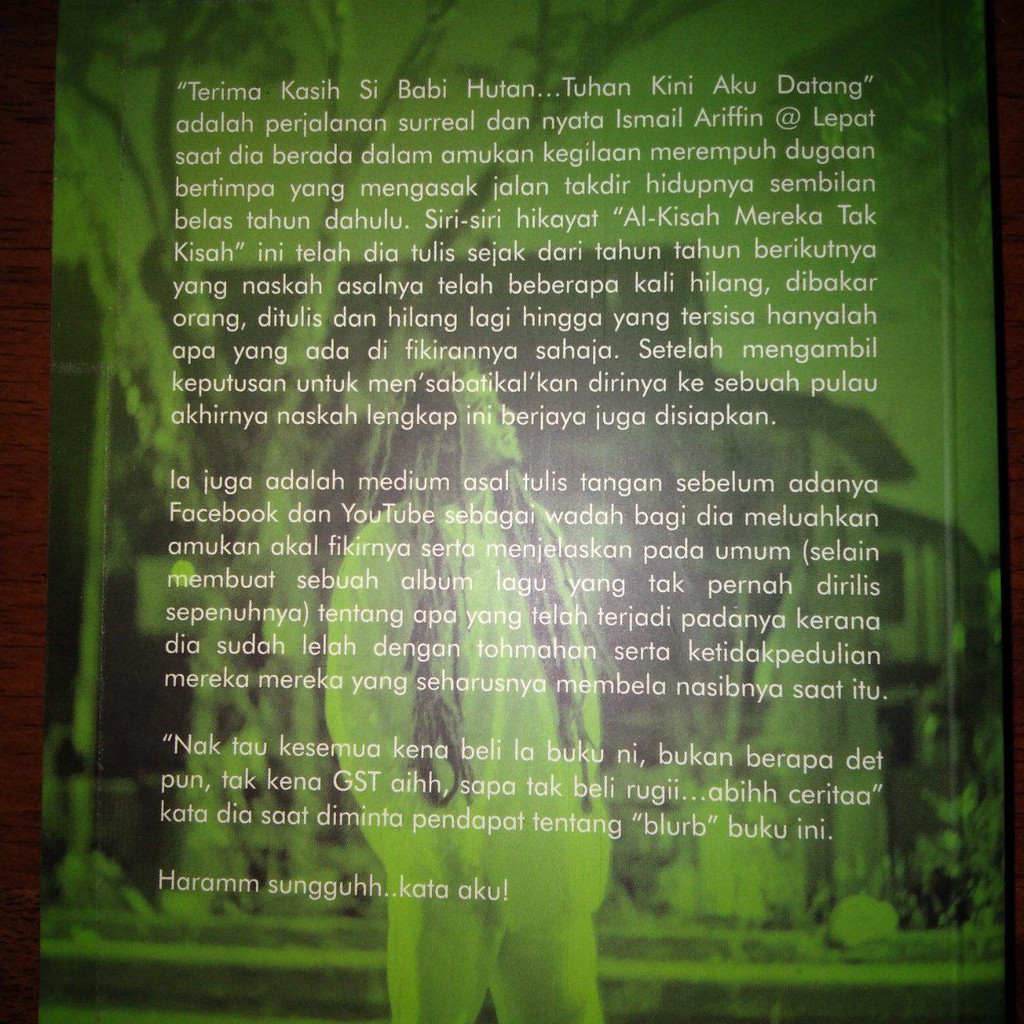 “Terima Kasih Si Babi Hutan...Tuhan Kini Aku Datang”
adalah perjalanan surreal dan nyata Ismail Ariffin @ Lepat
saat dia berada dalam amukan kegilaan merempuh dugaan
bertimpa yang mengasak jalan takdir hidupnya sembilan
belas tahun dahulu. Siri-siri hikayat “Al-Kisah Mereka Tak
Kisah” ini telah dia tulis sejak dari tahun tahun berikutnya
yang naskah asalnya telah beberapa kali hilang, dibakar
orang, ditulis dan hilang lagi hingga yang tersisa hanyalah
apa yang ada di fikirannya sahaja. Setelah mengambil
keputusan untuk men’sabatikal’kan dirinya ke sebuah pulau
akhirnya naskah lengkap ini berjaya juga disiapkan.
Ia juga adalah medium asal tulis tangan sebelum adanya
Facebook dan YouTube sebagai wadah bagi dia meluahkan
amukan akal fikirnya serta menjelaskan pada umum (selain
membuat sebuah album lagu yang tak pernah dirilis
sepenuhnya) tentang apa yang telah terjadi padanya kerana
dia sudah lelah dengan tohmahan serta ketidakpedulian
mereka mereka yang seharusnya membela nasibnya saat itu.
“Nak tau kesemua kena beli la buku ni, bukan berapa det
pun, tak kena GST aihh, sapa tak beli rugii...abihh ceritaa”
kata dia saat diminta pendapat tentang “blurb” buku ini.
Haramm sungguhh..kata aku!